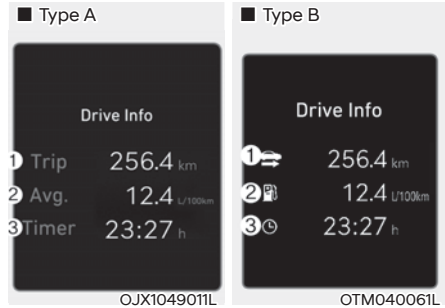 ■ Type A
Drive Info
1 Trip 256.4 km
2 Avg. 12.4 L/100km
3 Timer 23:27 h
OJX1049011L
■ Type B
Drive Info
1 256.4 km
2 12.4 L/100km
3 23:27 h
OTM040061L